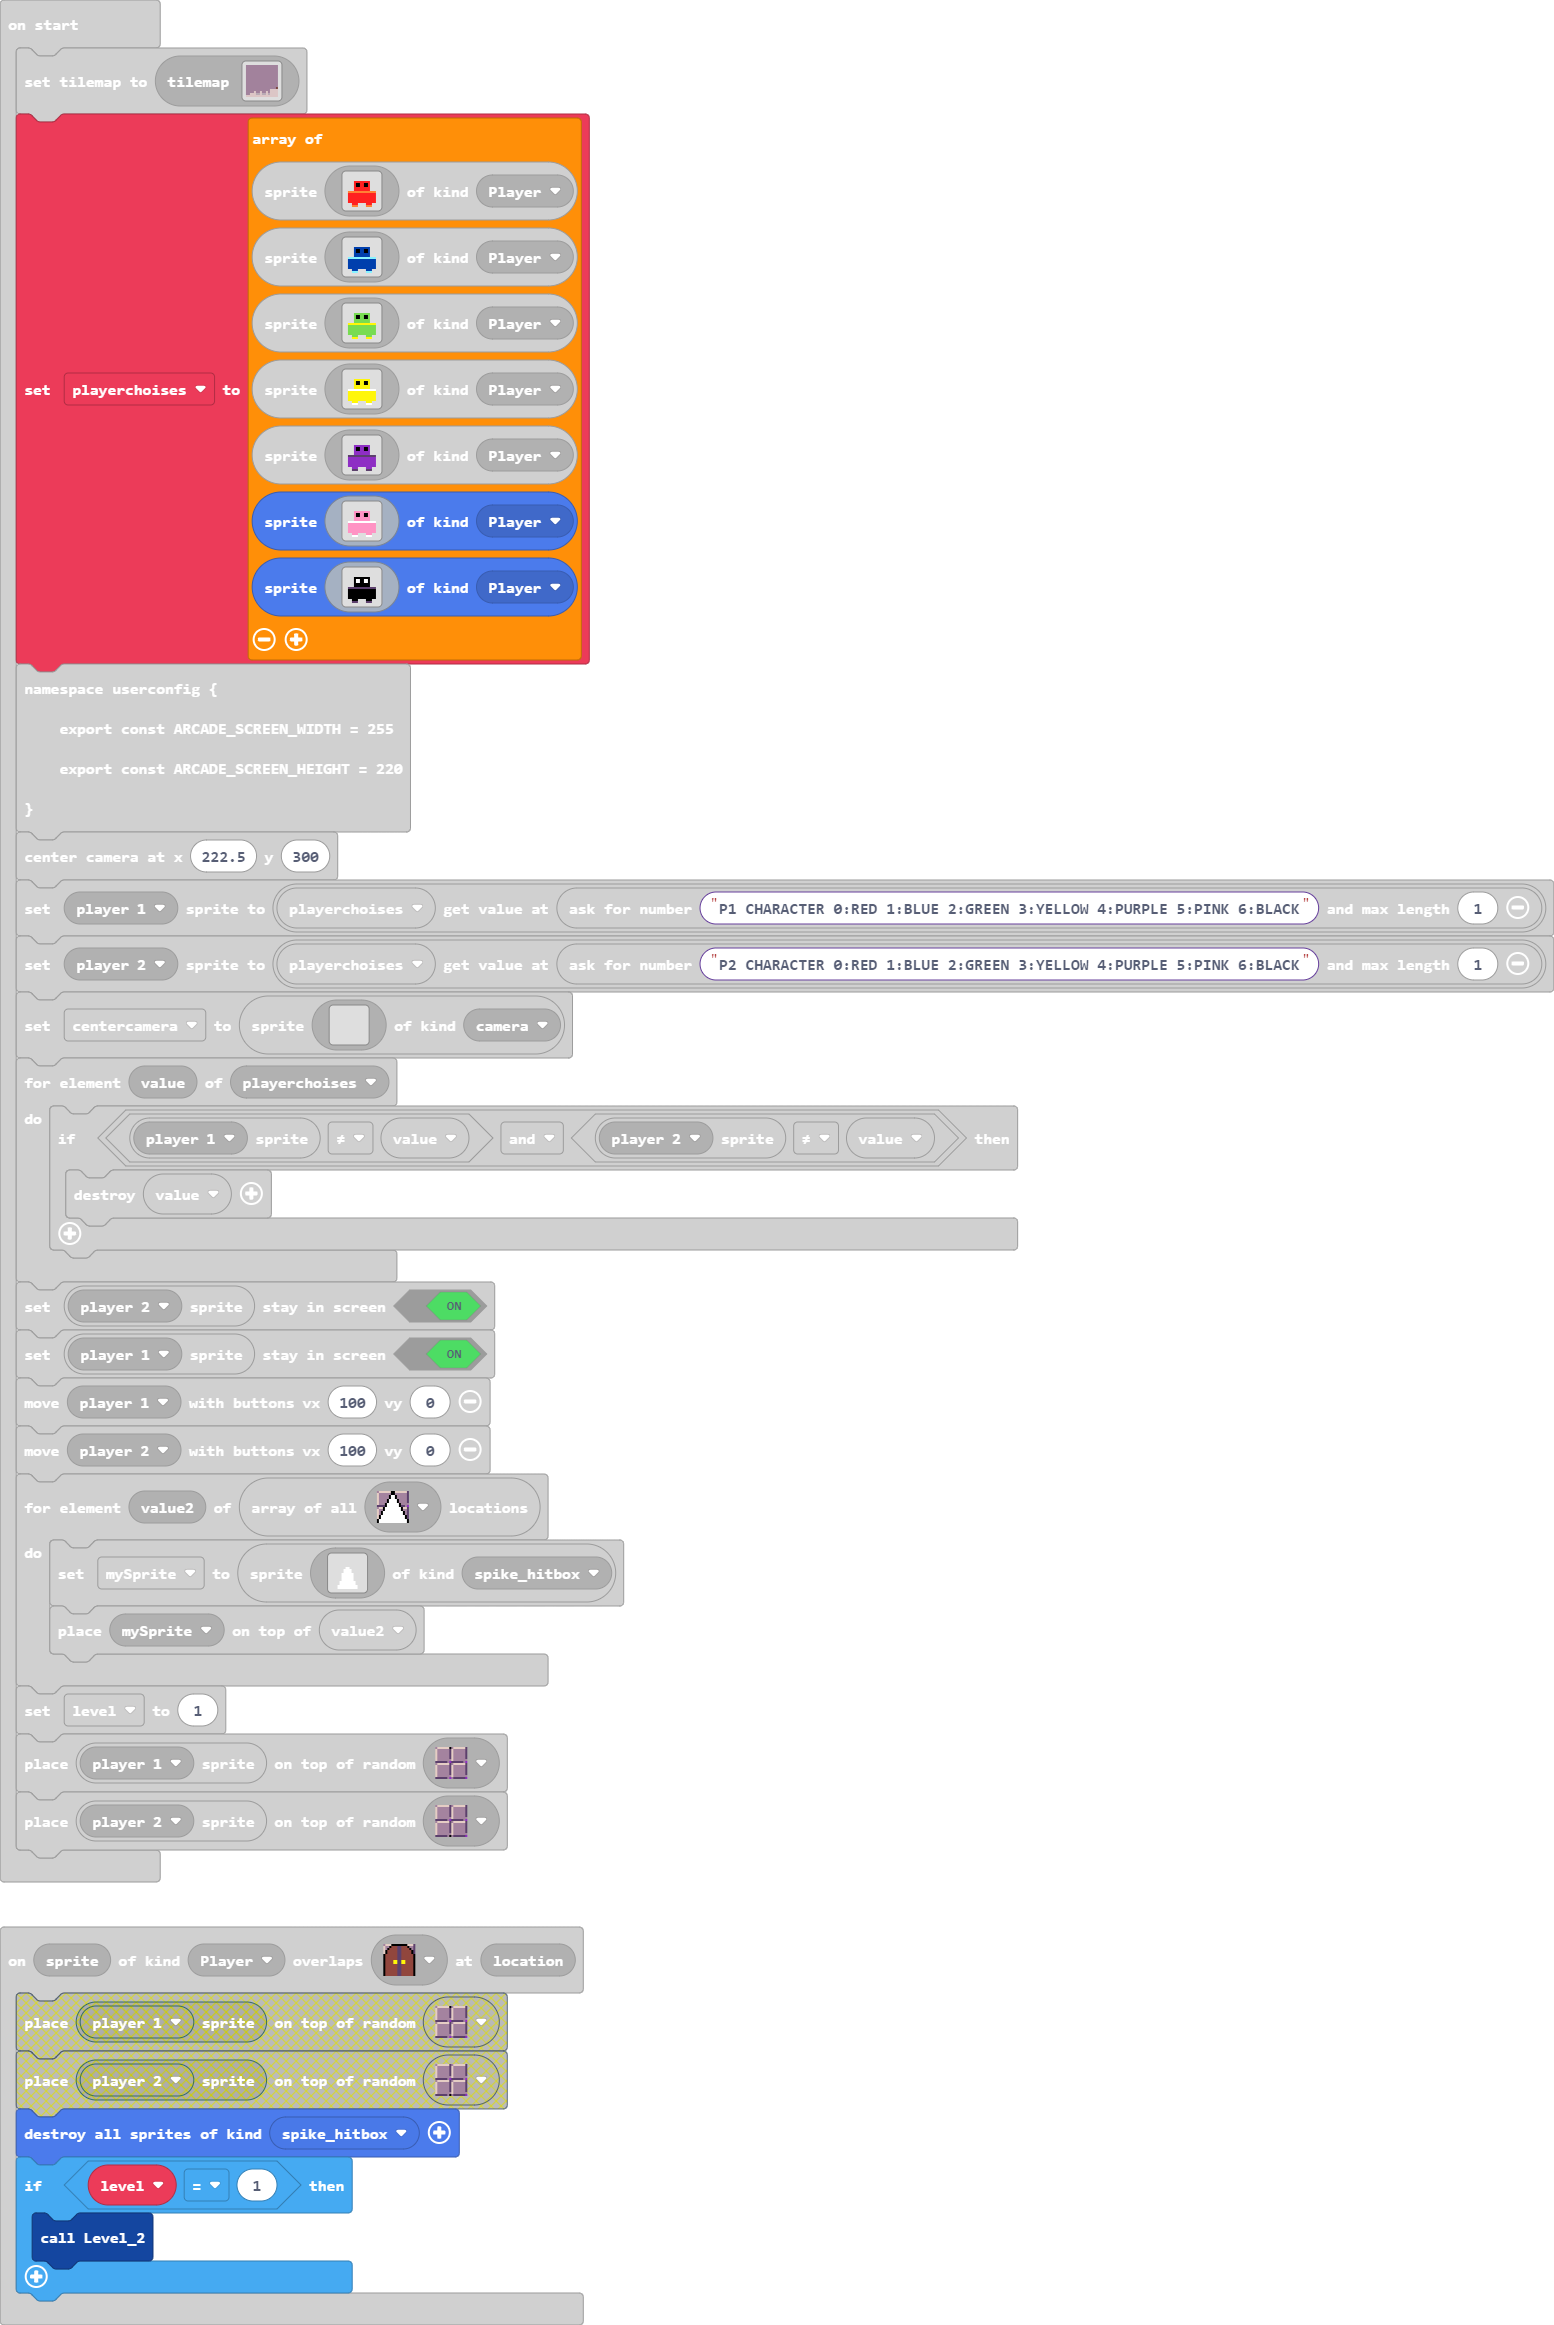 on start
set tilemap to tilemap
array of
sprite of kind Player
sprite of kind Player
sprite of kind Player
set playerchoises to sprite of kind Player
sprite of kind Player
sprite of kind Player
sprite of kind Player
namespace userconfig {
export const ARCADE_SCREEN_WIDTH = 255
export const ARCADE_SCREEN_HEIGHT = 220
}
center camera at x 222.5 y 300
set player 1 sprite to playerchoises get value at ask for number "P1 CHARACTER 0:RED 1:BLUE 2:GREEN 3:YELLOW 4:PURPLE 5:PINK 6:BLACK" and max length 1
set player 2 sprite to playerchoises get value at ask for number "P2 CHARACTER 0:RED 1:BLUE 2:GREEN 3:YELLOW 4:PURPLE 5:PINK 6:BLACK" and max length 1
set centercamera to sprite of kind camera
for element value of playerchoises
do
if player 1 sprite ≠ value and player 2 sprite ≠ value then
destroy value
set player 2 sprite stay in screen ON
set player 1 sprite stay in screen ON
move player 1 with buttons vx 100 vy 0
move player 2 with buttons vx 100 vy 0
for element value2 of array of all locations
do
set mySprite to sprite of kind spike_hitbox
place mySprite on top of value2
set level to 1
place player 1 sprite on top of random
place player 2 sprite on top of random
on sprite of kind Player overlaps at location
place player 1 sprite on top of random
place player 2 sprite on top of random
destroy all sprites of kind spike_hitbox
if level = 1 then
call Level_2